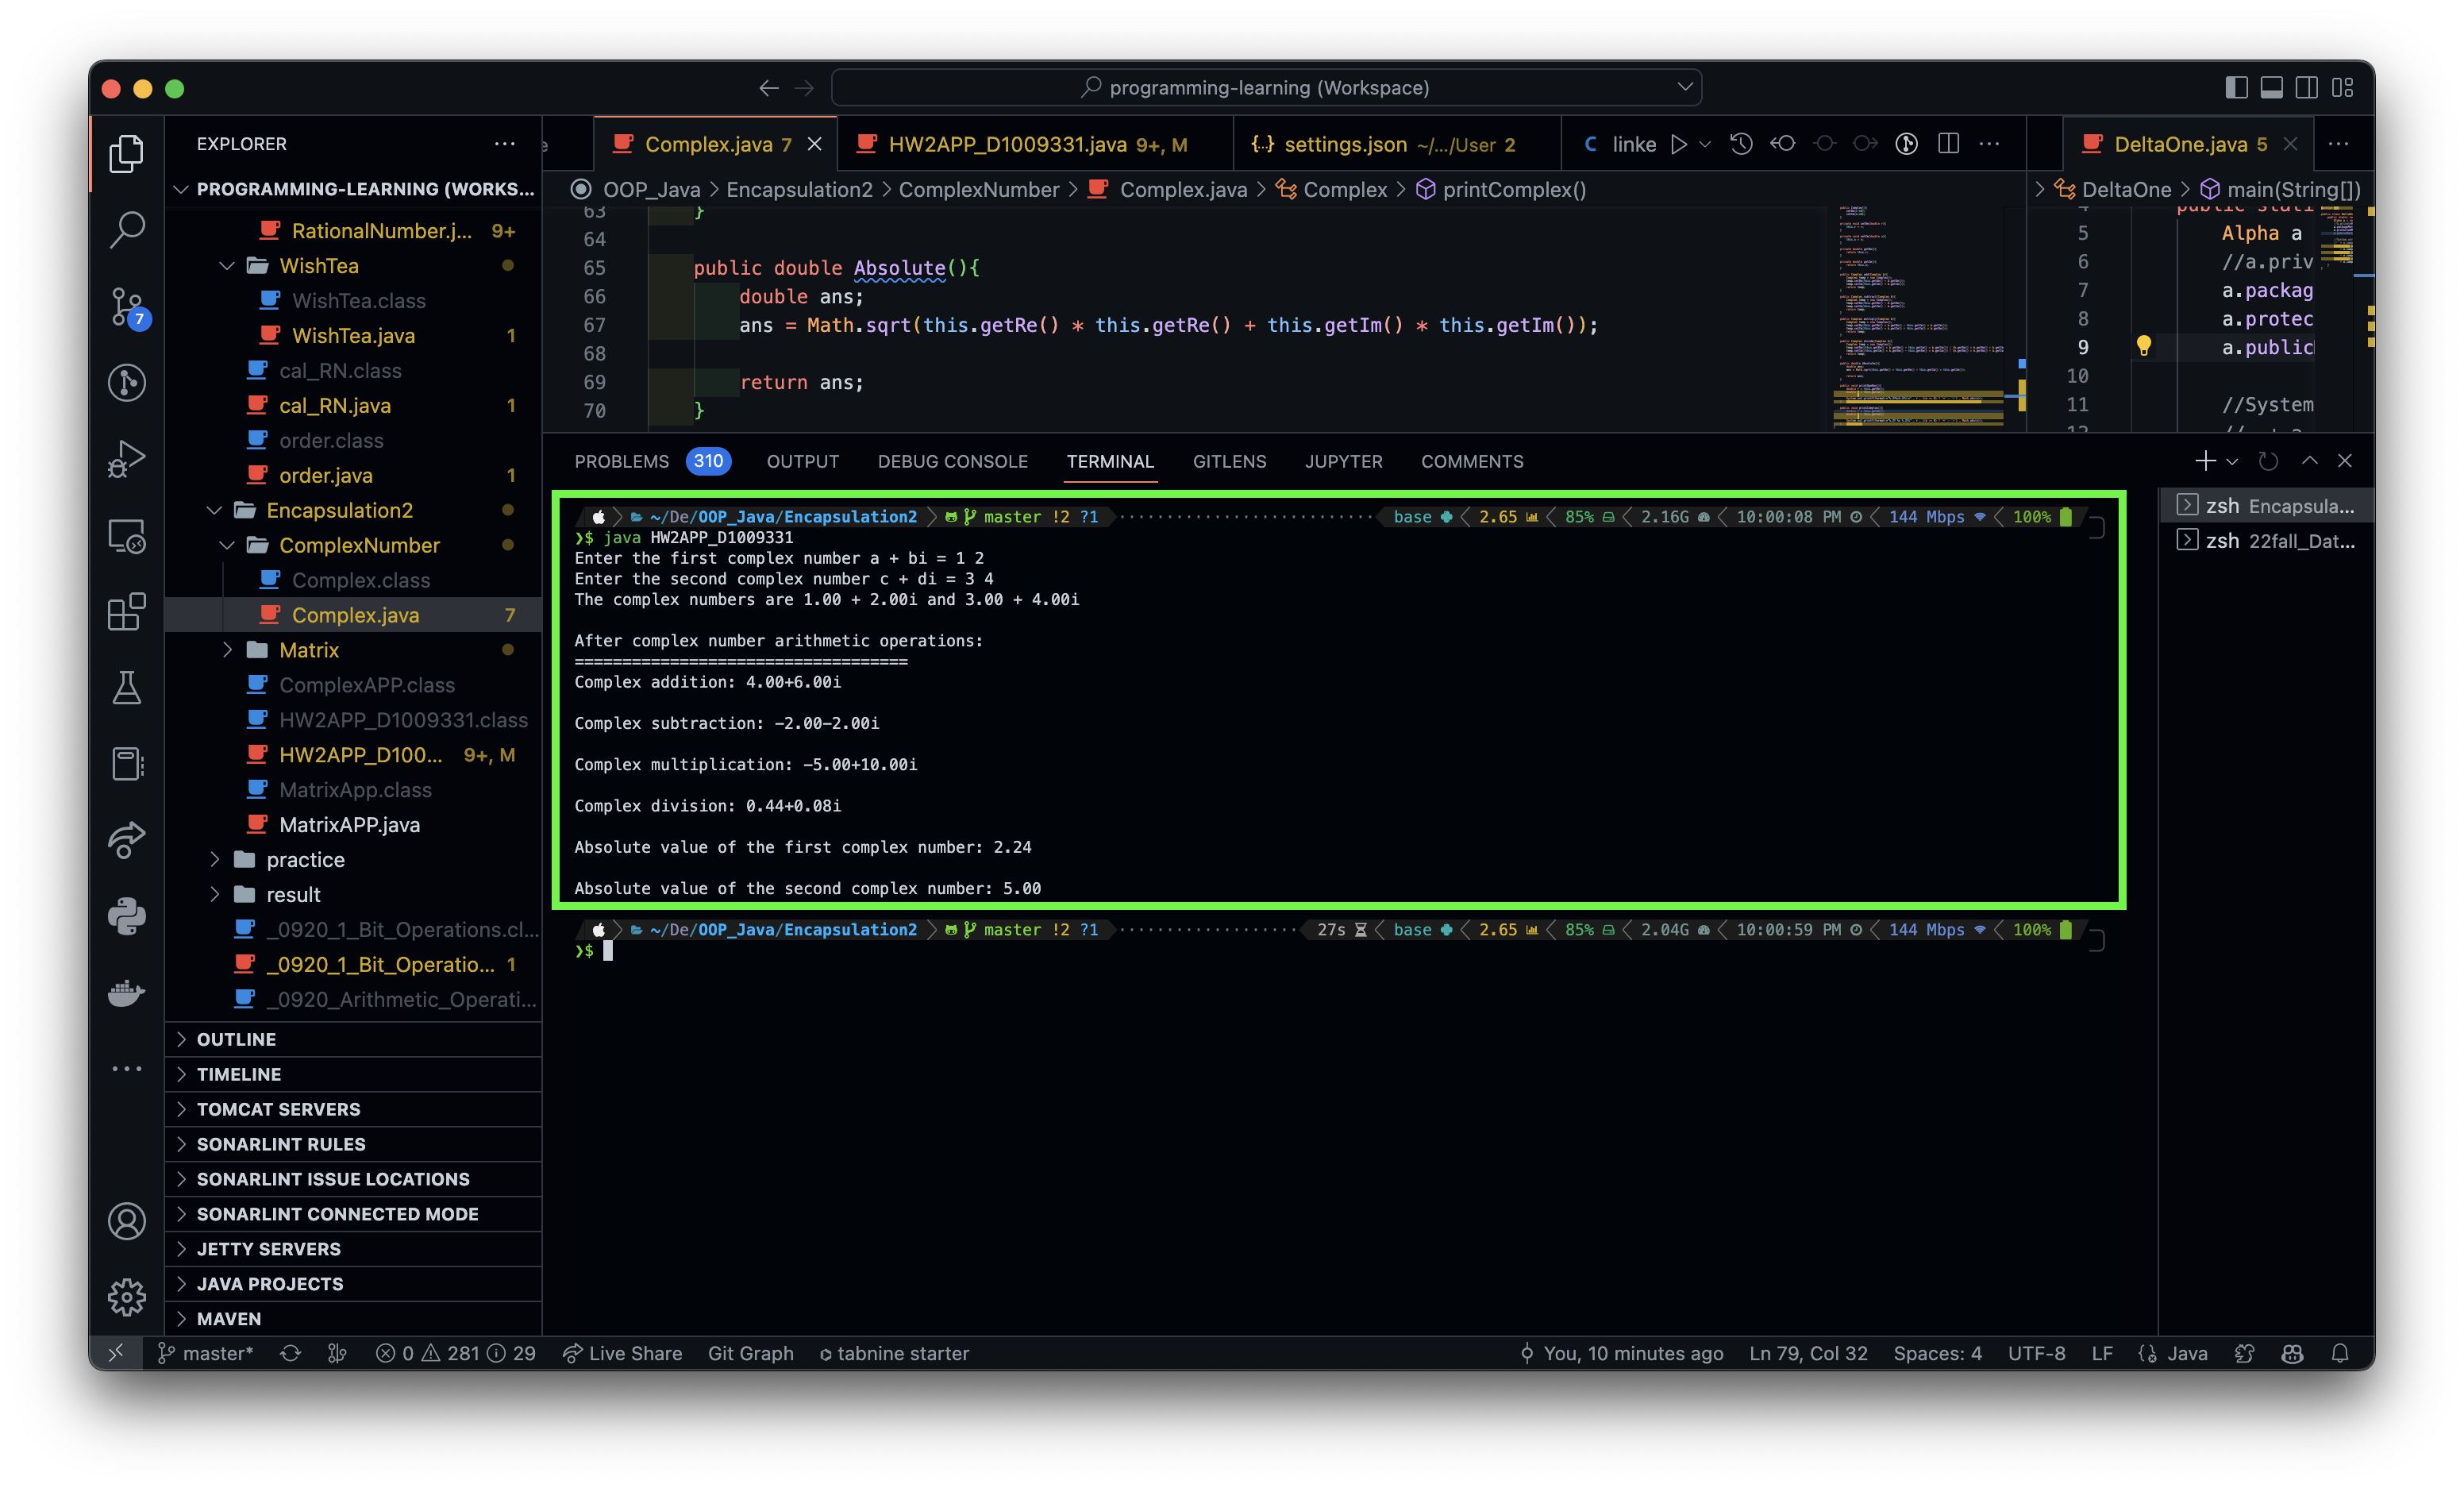 programming-learning (Workspace)
EXPLORER
PROGRAMMING-LEARNING (WORKS...
RationalNumber.j... 9+
WishTea
WishTea.class
WishTea.java 1
cal_RN.class
cal_RN.java 1
order.class
order.java 1
Encapsulation2
ComplexNumber
Complex.class
Complex.java 7
Matrix
ComplexAPP.class
HW2APP_D1009331.class
HW2APP_D100... 9+, M
MatrixApp.class
MatrixAPP.java
practice
result
_0920_1_Bit_Operations.cl...
_0920_1_Bit_Operatio... 1
_0920_Arithmetic_Operati...
OUTLINE
TIMELINE
TOMCAT SERVERS
SONARLINT RULES
SONARLINT ISSUE LOCATIONS
SONARLINT CONNECTED MODE
JETTY SERVERS
JAVA PROJECTS
MAVEN
7
e Complex.java 7 HW2APP_D1009331.java 9+, M settings.json ~/.../User 2 C linke
OOP_Java > Encapsulation2 > ComplexNumber > Complex.java > Complex > printComplex()
63 }
64
65 public double Absolute(){
66 double ans;
67 ans = Math.sqrt(this.getRe() * this.getRe() + this.getIm() * this.getIm());
68
69 return ans;
70 }
DeltaOne.java 5
DeltaOne > main(String[])
4 public stati
5 Alpha a
6 //a.priv
7 a.packag
8 a.protec
9 a.public
10
11 //System
12
PROBLEMS 310 OUTPUT DEBUG CONSOLE TERMINAL GITLENS JUPYTER COMMENTS
~/De/OOP_Java/Encapsulation2 master !2 ?1 base 2.65 85% 2.16G 10:00:08 PM 144 Mbps 100%
❯$ java HW2APP_D1009331
Enter the first complex number a + bi = 1 2
Enter the second complex number c + di = 3 4
The complex numbers are 1.00 + 2.00i and 3.00 + 4.00i
After complex number arithmetic operations:
===================================
Complex addition: 4.00+6.00i
Complex subtraction: -2.00-2.00i
Complex multiplication: -5.00+10.00i
Complex division: 0.44+0.08i
Absolute value of the first complex number: 2.24
Absolute value of the second complex number: 5.00
~/De/OOP_Java/Encapsulation2 master !2 ?1 27s base 2.65 85% 2.04G 10:00:59 PM 144 Mbps 100%
❯$
zsh Encapsula...
zsh 22fall_Dat...
master* 0 281 29 Live Share Git Graph tabnine starter You, 10 minutes ago Ln 79, Col 32 Spaces: 4 UTF-8 LF Java